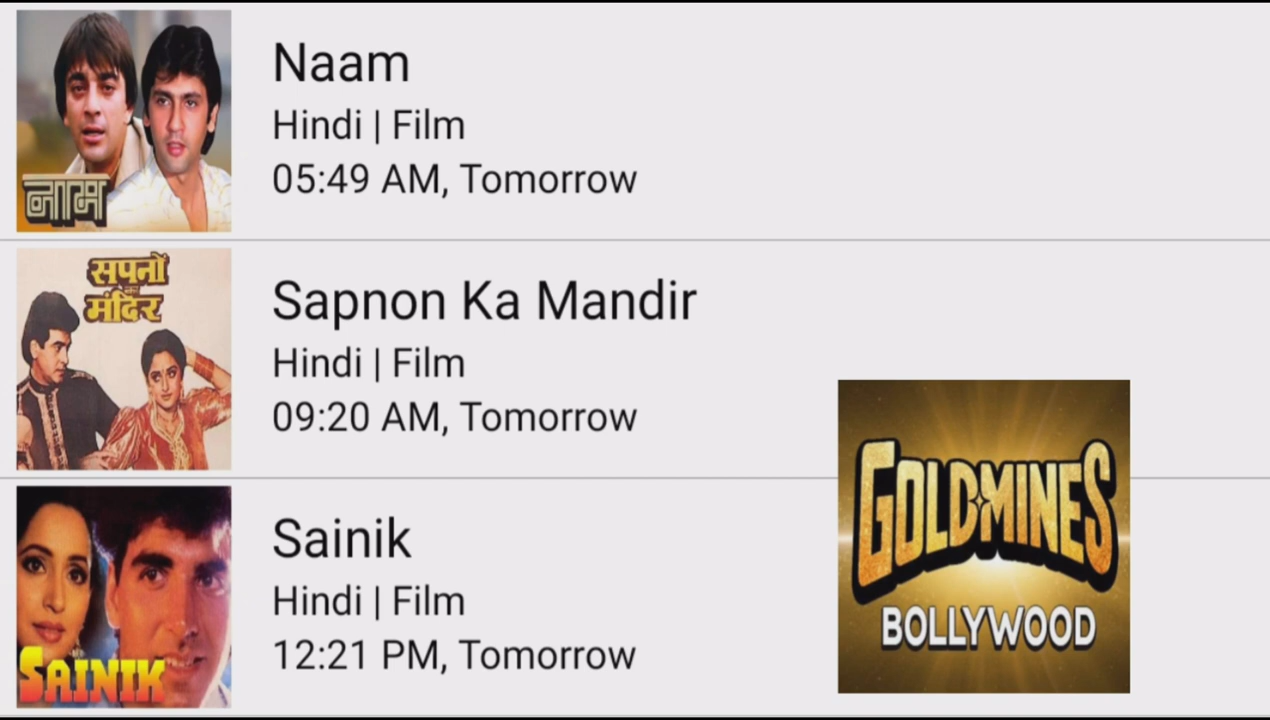 नाम
Naam
Hindi | Film
05:49 AM, Tomorrow
सपनों
का
मंदिर
Sapnon Ka Mandir
Hindi | Film
09:20 AM, Tomorrow
SAINIK
Sainik
Hindi | Film
12:21 PM, Tomorrow
GOLDMINES
BOLLYWOOD